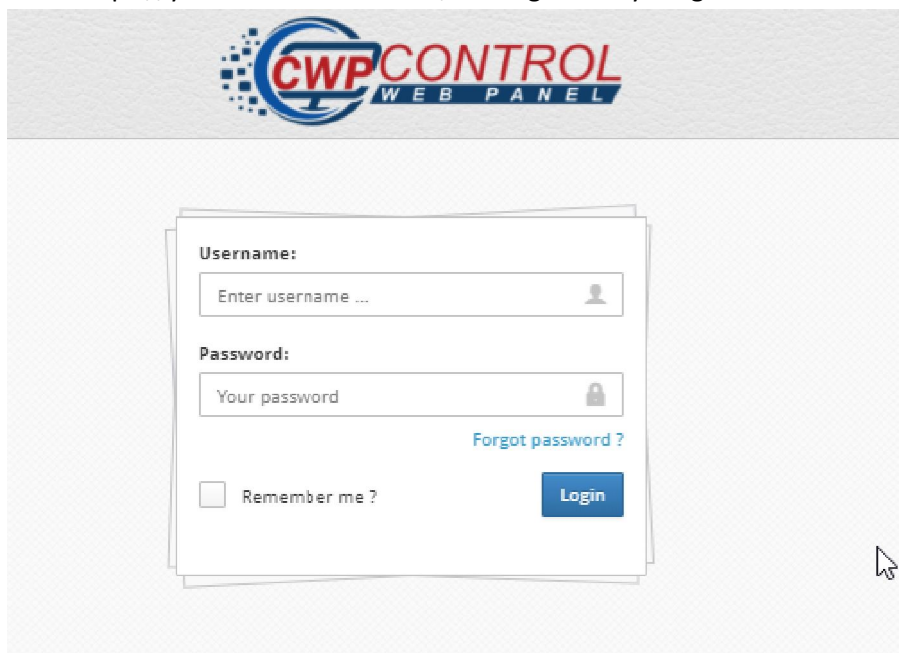 CWP CONTROL
WEB PANEL
Username:
Enter username ...
Password:
Your password
Forgot password ?
Remember me ?
Login